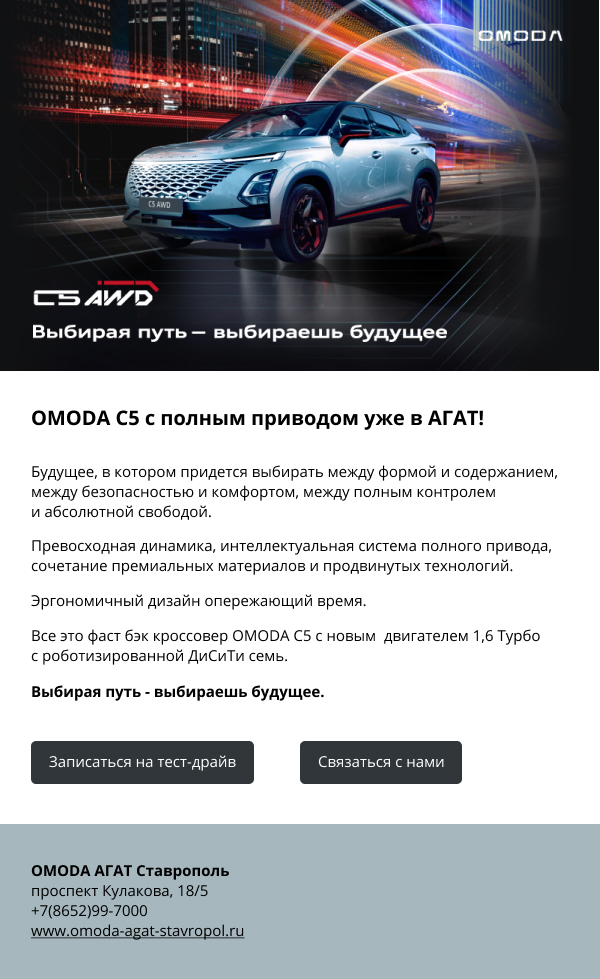 OMODA
C5 AWD
C5 AWD
Выбирая путь – выбираешь будущее
OMODA C5 с полным приводом уже в АГАТ!
Будущее, в котором придется выбирать между формой и содержанием,
между безопасностью и комфортом, между полным контролем
и абсолютной свободой.
Превосходная динамика, интеллектуальная система полного привода,
сочетание премиальных материалов и продвинутых технологий.
Эргономичный дизайн опережающий время.
Все это фаст бэк кроссовер OMODA C5 с новым  двигателем 1,6 Турбо
с роботизированной ДиСиТи семь.
Выбирая путь - выбираешь будущее.
Записаться на тест-драйв
Связаться с нами
OMODA АГАТ Ставрополь
проспект Кулакова, 18/5
+7(8652)99-7000
www.omoda-agat-stavropol.ru